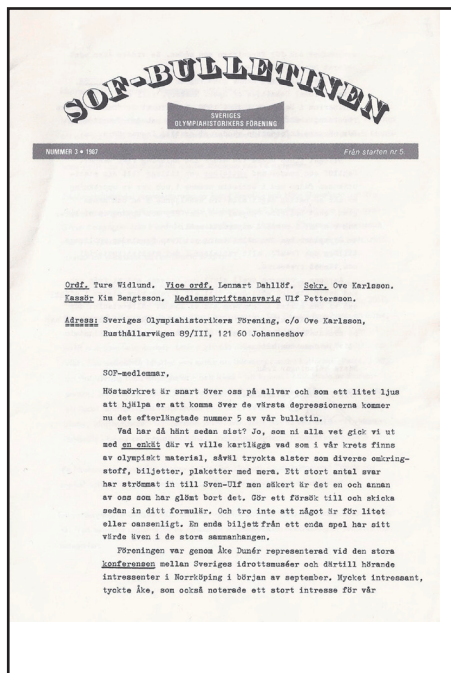 SOF-BULLETINEN
SVERIGES
OLYMPIAHISTORIKERS FÖRENING
NUMMER 3 • 1987 Från starten nr 5.
Ordf. Ture Widlund. Vice ordf. Lennart Dahllöf. Sekr. Ove Karlsson.
Kassör Kim Bengtsson. Medlemsskriftsansvarig Ulf Pettersson.
Adress: Sveriges Olympiahistorikers Förening, c/o Ove Karlsson,
Rusthållarvägen 89/III, 121 60 Johanneshov
SOF-medlemmar,
Höstmörkret är snart över oss på allvar och som ett litet ljus
att hjälpa er att komma över de värsta depressionerna kommer
nu det efterlängtade nummer 5 av vår bulletin.
Vad har då hänt sedan sist? Jo, som ni alla vet gick vi ut
med en enkät där vi ville kartlägga vad som i vår krets finns
av olympiskt material, såväl tryckta alster som diverse omkring-
stoff, biljetter, plaketter med mera. Ett stort antal svar
har strömmat in till Sven-Ulf men säkert är det en och annan
av oss som har glömt bort det. Gör ett försök till och skicka
sedan in ditt formulär. Och tro inte att något är för litet
eller oansenligt. En enda biljett från ett enda spel har sitt
värde även i de stora sammanhangen.
Föreningen var genom Åke Dunér representerad vid den stora
konferensen mellan Sveriges idrottsmuséer och därtill hörande
intressenter i Norrköping i början av september. Mycket intressant,
tyckte Åke, som också noterade ett stort intresse för vår